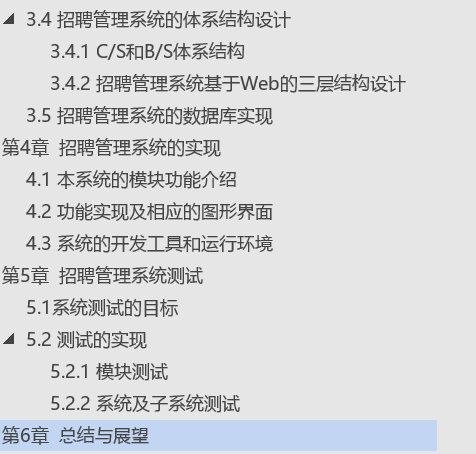 3.4 招聘管理系统的体系结构设计
3.4.1 C/S和B/S体系结构
3.4.2 招聘管理系统基于Web的三层结构设计
3.5 招聘管理系统的数据库实现
第4章 招聘管理系统的实现
4.1 本系统的模块功能介绍
4.2 功能实现及相应的图形界面
4.3 系统的开发工具和运行环境
第5章 招聘管理系统测试
5.1系统测试的目标
5.2 测试的实现
5.2.1 模块测试
5.2.2 系统及子系统测试
第6章 总结与展望